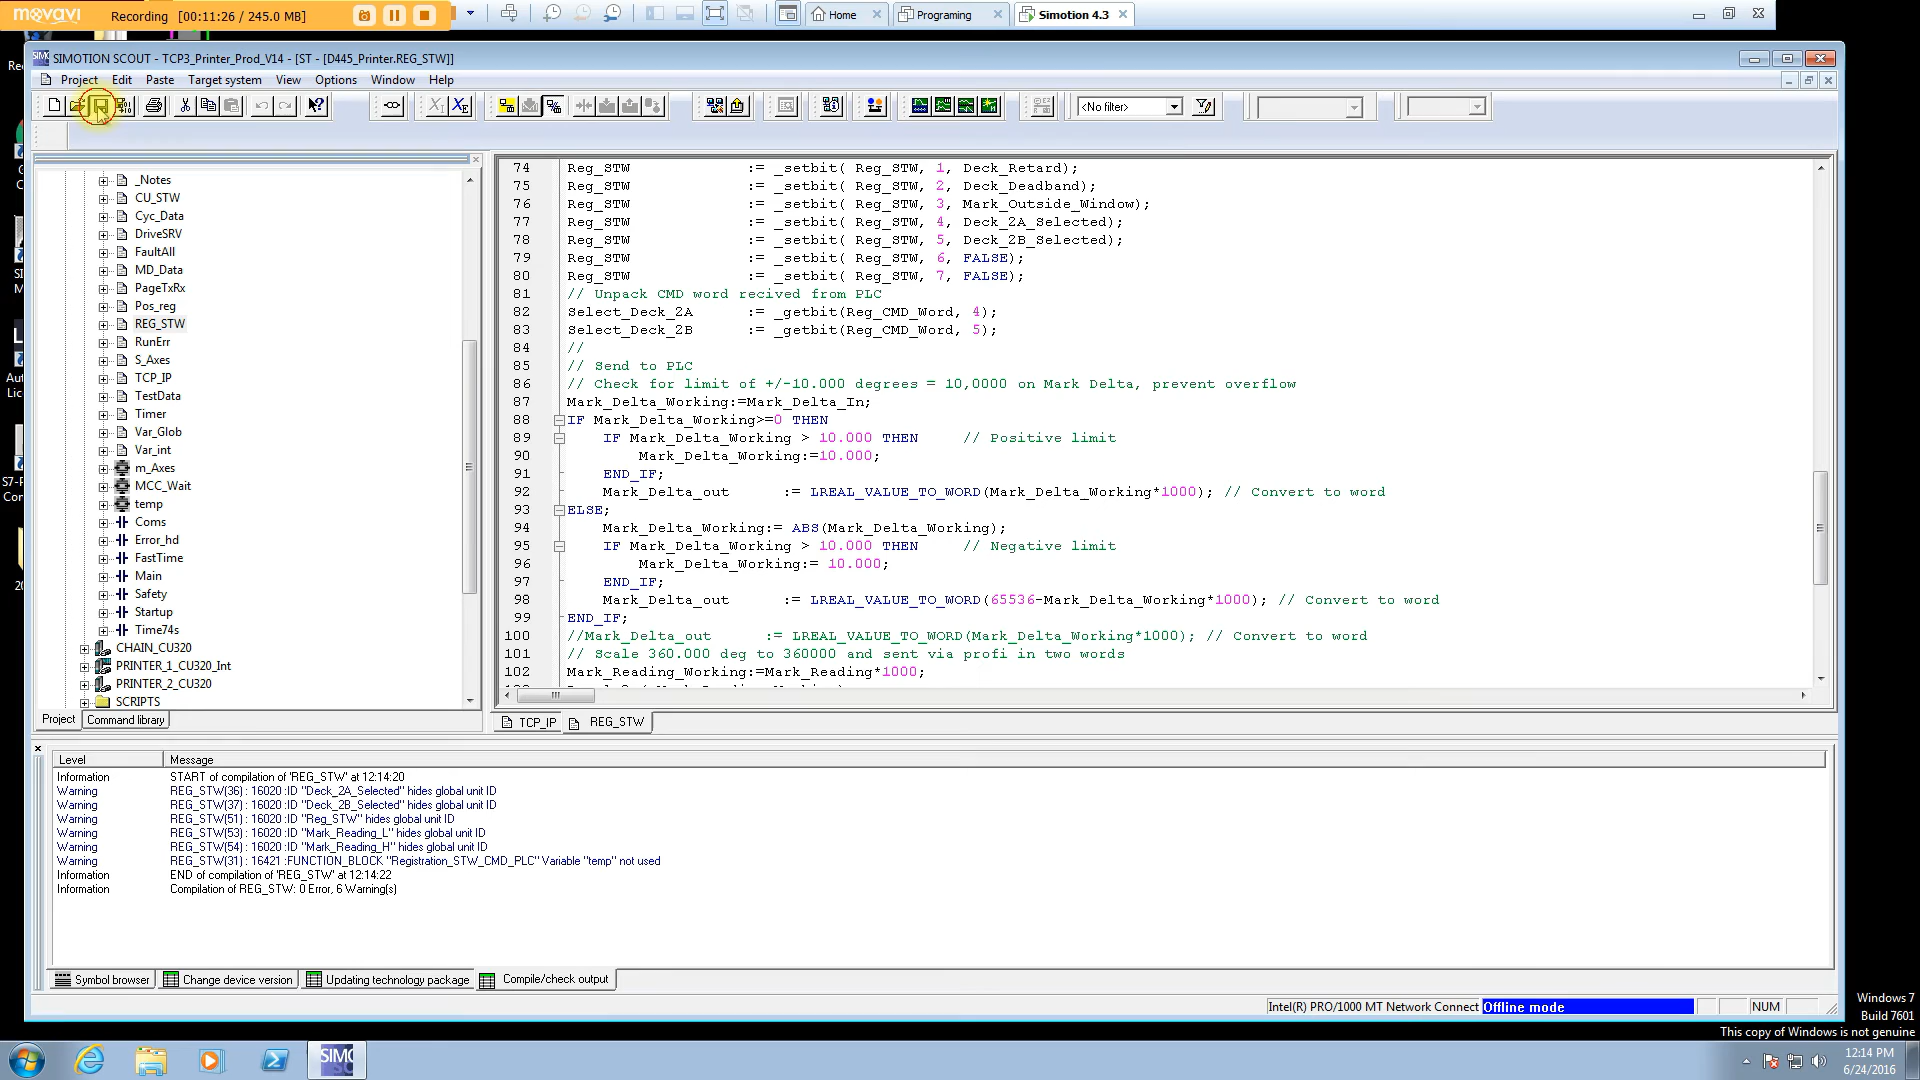 movavi Recording [00:11:26 / 245.0 MB]
Home
Programing
Simotion 4.3
SIMOTION SCOUT - TCP3_Printer_Prod_V14 - [ST - [D445_Printer.REG_STW]]
Project Edit Paste Target system View Options Window Help
<No filter>
_Notes
CU_STW
Cyc_Data
DriveSRV
FaultAll
MD_Data
PageTxRx
Pos_reg
REG_STW
RunErr
S_Axes
TCP_IP
TestData
Timer
Var_Glob
Var_int
m_Axes
MCC_Wait
temp
Coms
Error_hd
FastTime
Main
Safety
Startup
Time74s
CHAIN_CU320
PRINTER_1_CU320_Int
PRINTER_2_CU320
SCRIPTS
Project Command library
74 Reg_STW := _setbit( Reg_STW, 1, Deck_Retard);
75 Reg_STW := _setbit( Reg_STW, 2, Deck_Deadband);
76 Reg_STW := _setbit( Reg_STW, 3, Mark_Outside_Window);
77 Reg_STW := _setbit( Reg_STW, 4, Deck_2A_Selected);
78 Reg_STW := _setbit( Reg_STW, 5, Deck_2B_Selected);
79 Reg_STW := _setbit( Reg_STW, 6, FALSE);
80 Reg_STW := _setbit( Reg_STW, 7, FALSE);
81 // Unpack CMD word recived from PLC
82 Select_Deck_2A := _getbit(Reg_CMD_Word, 4);
83 Select_Deck_2B := _getbit(Reg_CMD_Word, 5);
84 //
85 // Send to PLC
86 // Check for limit of +/-10.000 degrees = 10,0000 on Mark Delta, prevent overflow
87 Mark_Delta_Working:=Mark_Delta_In;
88 IF Mark_Delta_Working>=0 THEN
89 IF Mark_Delta_Working > 10.000 THEN // Positive limit
90 Mark_Delta_Working:=10.000;
91 END_IF;
92 Mark_Delta_out := LREAL_VALUE_TO_WORD(Mark_Delta_Working*1000); // Convert to word
93 ELSE;
94 Mark_Delta_Working:= ABS(Mark_Delta_Working);
95 IF Mark_Delta_Working > 10.000 THEN // Negative limit
96 Mark_Delta_Working:= 10.000;
97 END_IF;
98 Mark_Delta_out := LREAL_VALUE_TO_WORD(65536-Mark_Delta_Working*1000); // Convert to word
99 END_IF;
100 //Mark_Delta_out := LREAL_VALUE_TO_WORD(Mark_Delta_Working*1000); // Convert to word
101 // Scale 360.000 deg to 360000 and sent via profi in two words
102 Mark_Reading_Working:=Mark_Reading*1000;
TCP_IP REG_STW
Level Message
Information START of compilation of 'REG_STW' at 12:14:20
Warning REG_STW(36) : 16020 :ID "Deck_2A_Selected" hides global unit ID
Warning REG_STW(37) : 16020 :ID "Deck_2B_Selected" hides global unit ID
Warning REG_STW(51) : 16020 :ID "Reg_STW" hides global unit ID
Warning REG_STW(53) : 16020 :ID "Mark_Reading_L" hides global unit ID
Warning REG_STW(54) : 16020 :ID "Mark_Reading_H" hides global unit ID
Warning REG_STW(31) : 16421 :FUNCTION_BLOCK "Registration_STW_CMD_PLC" Variable "temp" not used
Information END of compilation of 'REG_STW' at 12:14:22
Information Compilation of REG_STW: 0 Error, 6 Warning(s)
Symbol browser Change device version Updating technology package Compile/check output
Intel(R) PRO/1000 MT Network Connect Offline mode NUM
Windows 7
Build 7601
This copy of Windows is not genuine
12:14 PM
6/24/2016